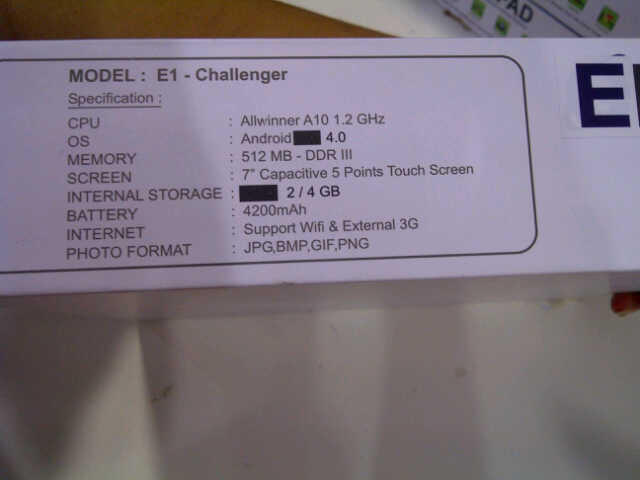 PAD
MODEL : E1 - Challenger
Specification :
CPU : Allwinner A10 1.2 GHz
OS : Android 4.0
MEMORY : 512 MB - DDR III
SCREEN : 7" Capacitive 5 Points Touch Screen
INTERNAL STORAGE : 2 / 4 GB
BATTERY : 4200mAh
INTERNET : Support Wifi & External 3G
PHOTO FORMAT : JPG,BMP,GIF,PNG